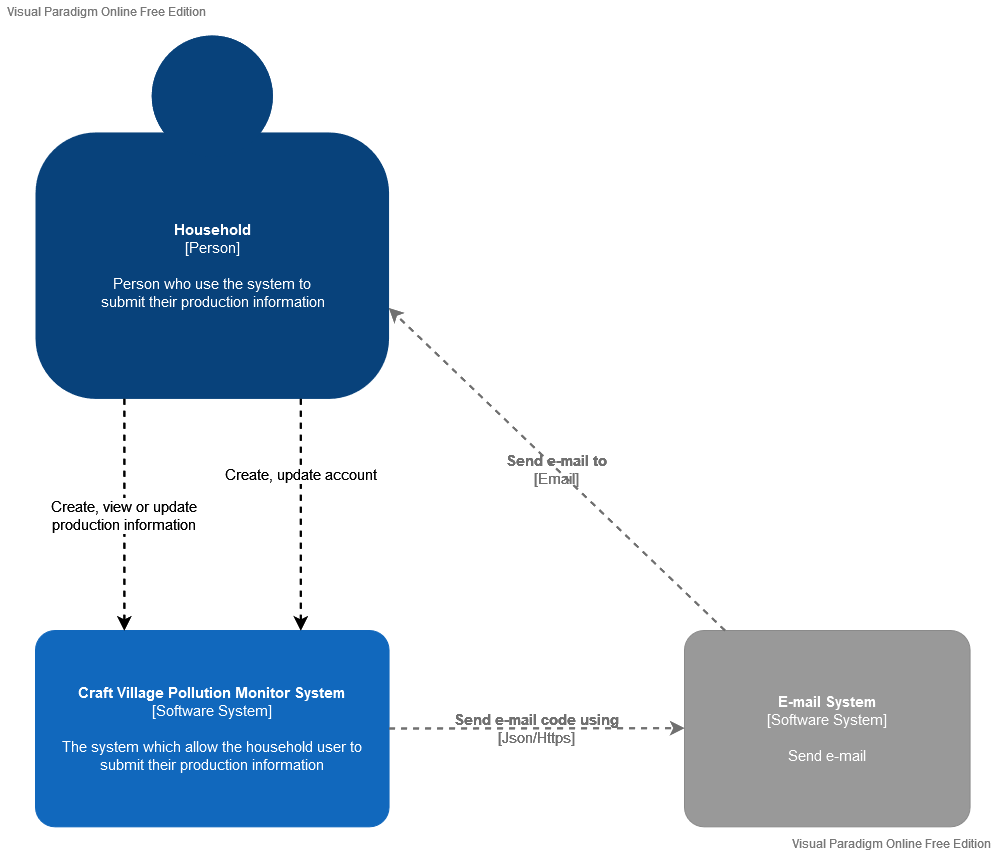 Visual Paradigm Online Free Edition
Household
[Person]
Person who use the system to
submit their production information
Send e-mail to
[Email]
Create, update account
Create, view or update
production information
Craft Village Pollution Monitor System
[Software System]
The system which allow the household user to
submit their production information
Send e-mail code using
[Json/Https]
E-mail System
[Software System]
Send e-mail
Visual Paradigm Online Free Edition